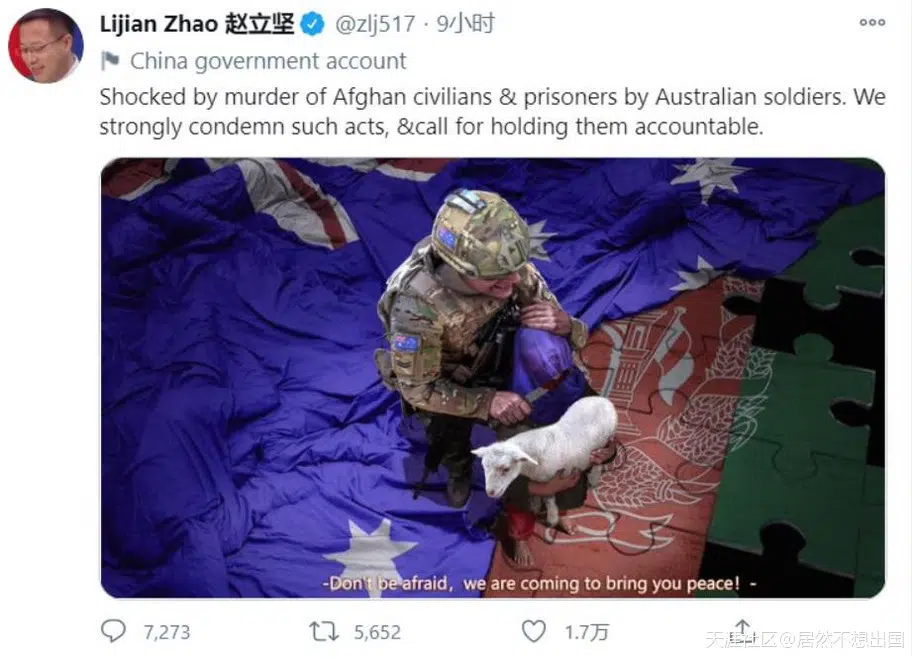 Lijian Zhao 赵立坚 @zlj517 · 9小时
China government account
Shocked by murder of Afghan civilians & prisoners by Australian soldiers. We
strongly condemn such acts, &call for holding them accountable.
-Don't be afraid, we are coming to bring you peace! -
7,273 5,652 1.7万
天涯社区@居然不想出国